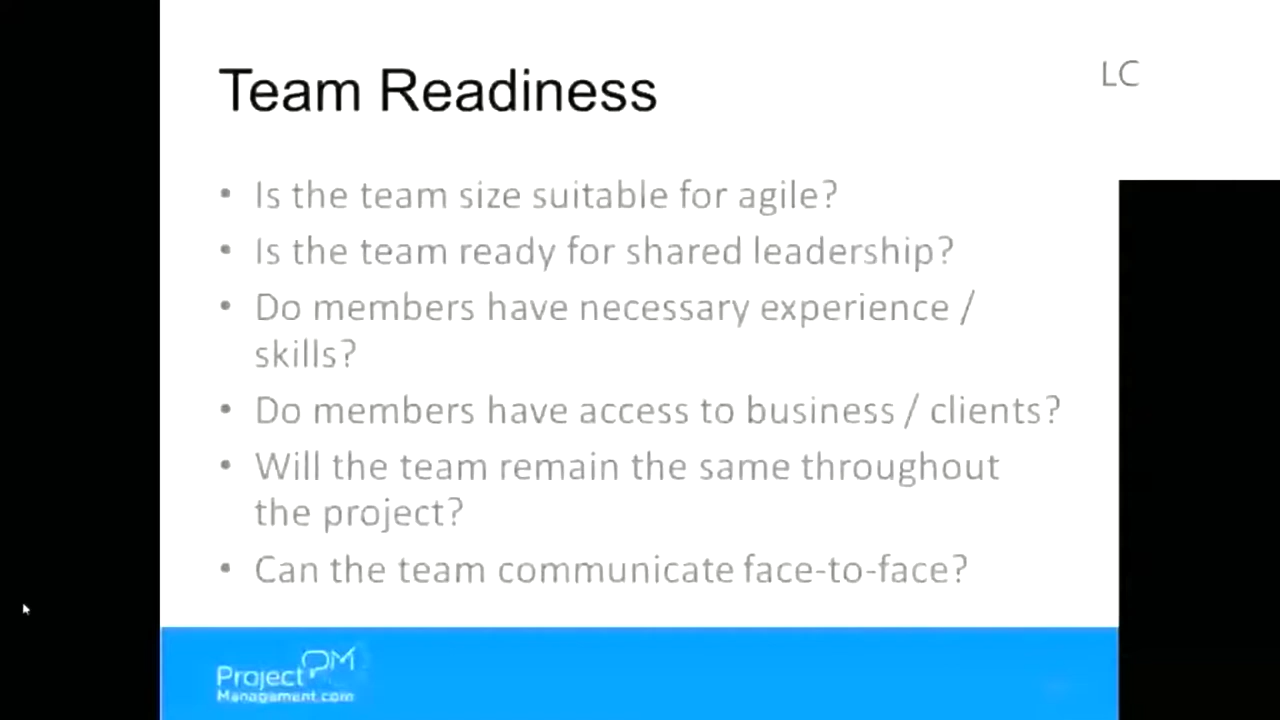 Team Readiness
LC
• Is the team size suitable for agile?
• Is the team ready for shared leadership?
• Do members have necessary experience /
skills?
• Do members have access to business / clients?
• Will the team remain the same throughout
the project?
• Can the team communicate face-to-face?
Project PM
Management.com